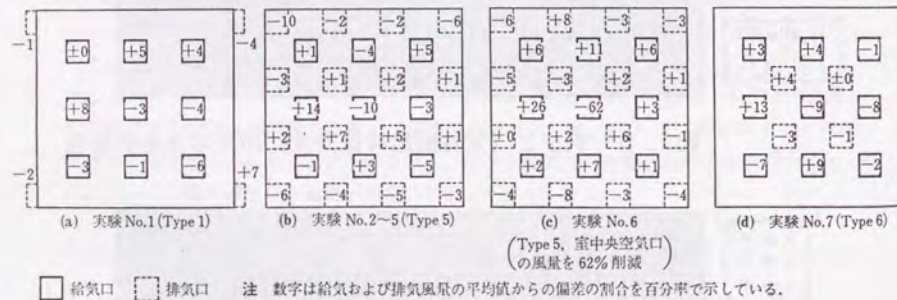 -1 ±0 +5 +4 -4
+8 -3 -4
-2 -3 -1 -6 +7
(a) 実験 No.1 (Type 1)
-10 -2 -2 -6
+1 -4 +5
-3 +1 +2 +1
+14 -10 -3
+2 +7 +5 +1
-1 +3 -5
-6 -4 -5 -3
(b) 実験 No.2～5 (Type 5)
-6 +8 -3 -3
+6 +11 +6
-5 -3 +2 +1
+26 -62 +3
±0 +2 +6 -1
+2 +7 +1
-4 -8 -3 -4
(c) 実験 No.6
(Type 5, 室中央空気口
の風量を 62% 削減)
+3 +4 -1
+4 ±0
+13 -9 -8
-3 -1
-7 +9 -2
(d) 実験 No.7 (Type 6)
給気口 排気口 注 数字は給気および排気風量の平均値からの偏差の割合を百分率で示している.